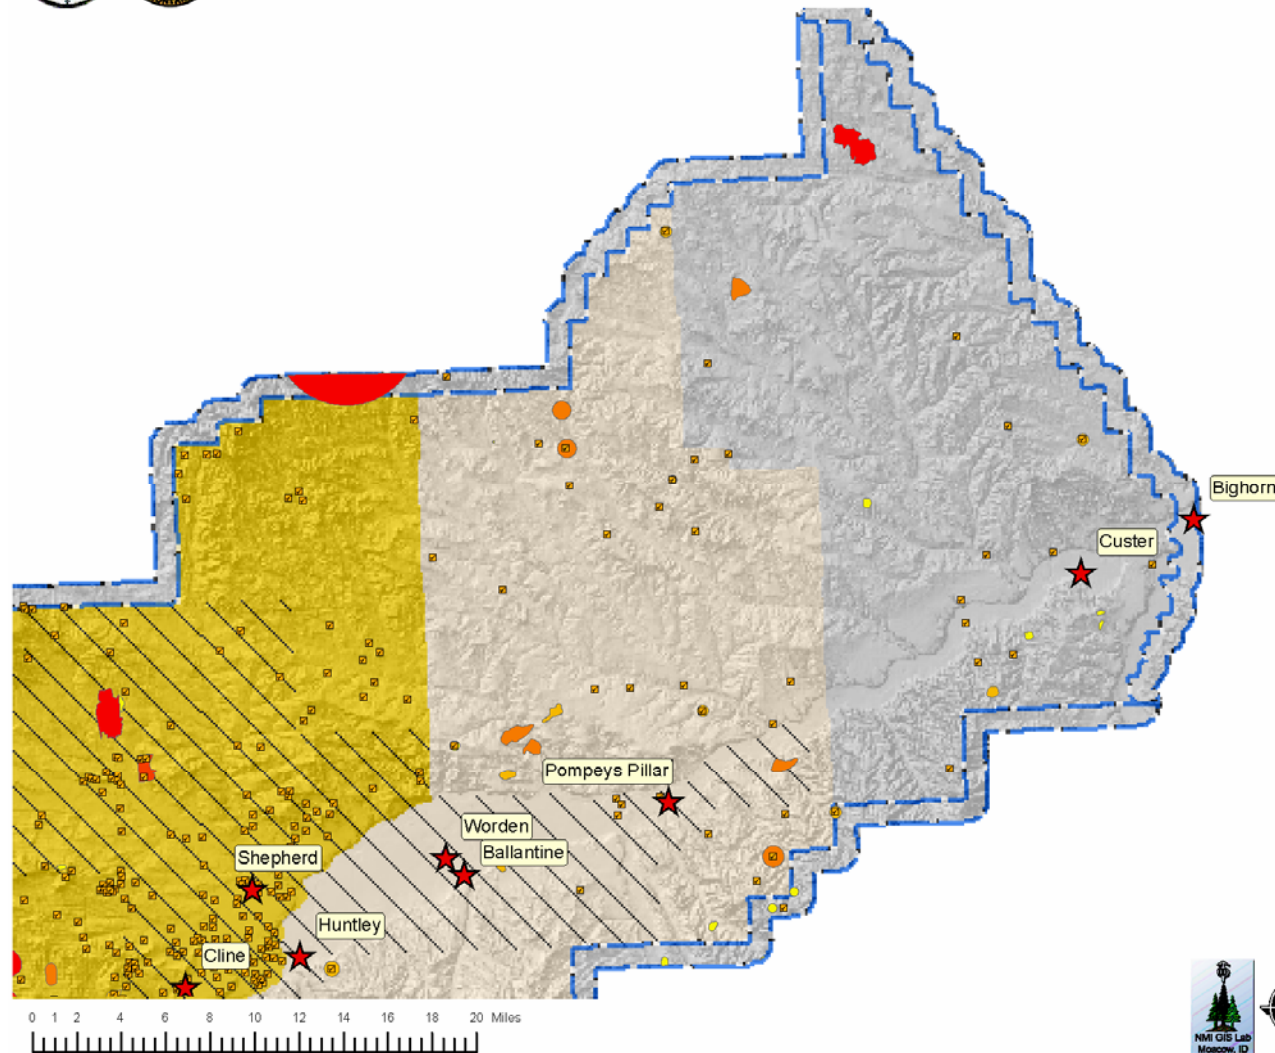 Bighorn
Custer
Pompeys Pillar
Worden
Ballantine
Shepherd
Huntley
Cline
0 1 2 4 6 8 10 12 14 16 18 20 Miles
NMI GIS Lab
Moscow, ID